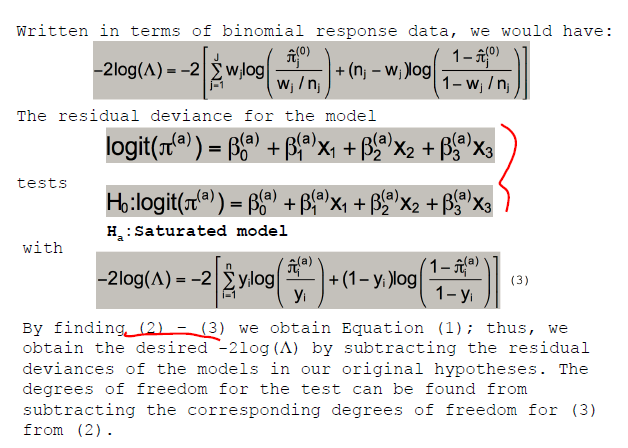 Written in terms of binomial response data, we would have:
−2log(Λ) = −2[ Σ_{j=1}^{J} w_j log( π̂_j^{(0)} / (w_j / n_j) ) + (n_j − w_j) log( (1 − π̂_j^{(0)}) / (1 − w_j / n_j) ) ]
The residual deviance for the model
logit(π^{(a)}) = β_0^{(a)} + β_1^{(a)}x_1 + β_2^{(a)}x_2 + β_3^{(a)}x_3
tests
H_0:logit(π^{(a)}) = β_0^{(a)} + β_1^{(a)}x_1 + β_2^{(a)}x_2 + β_3^{(a)}x_3
H_a:Saturated model
with
−2log(Λ) = −2[ Σ_{i=1}^{n} y_i log( π̂_i^{(a)} / y_i ) + (1 − y_i) log( (1 − π̂_i^{(a)}) / (1 − y_i) ) ] (3)
By finding (2) – (3) we obtain Equation (1); thus, we
obtain the desired -2log(Λ) by subtracting the residual
deviances of the models in our original hypotheses. The
degrees of freedom for the test can be found from
subtracting the corresponding degrees of freedom for (3)
from (2).